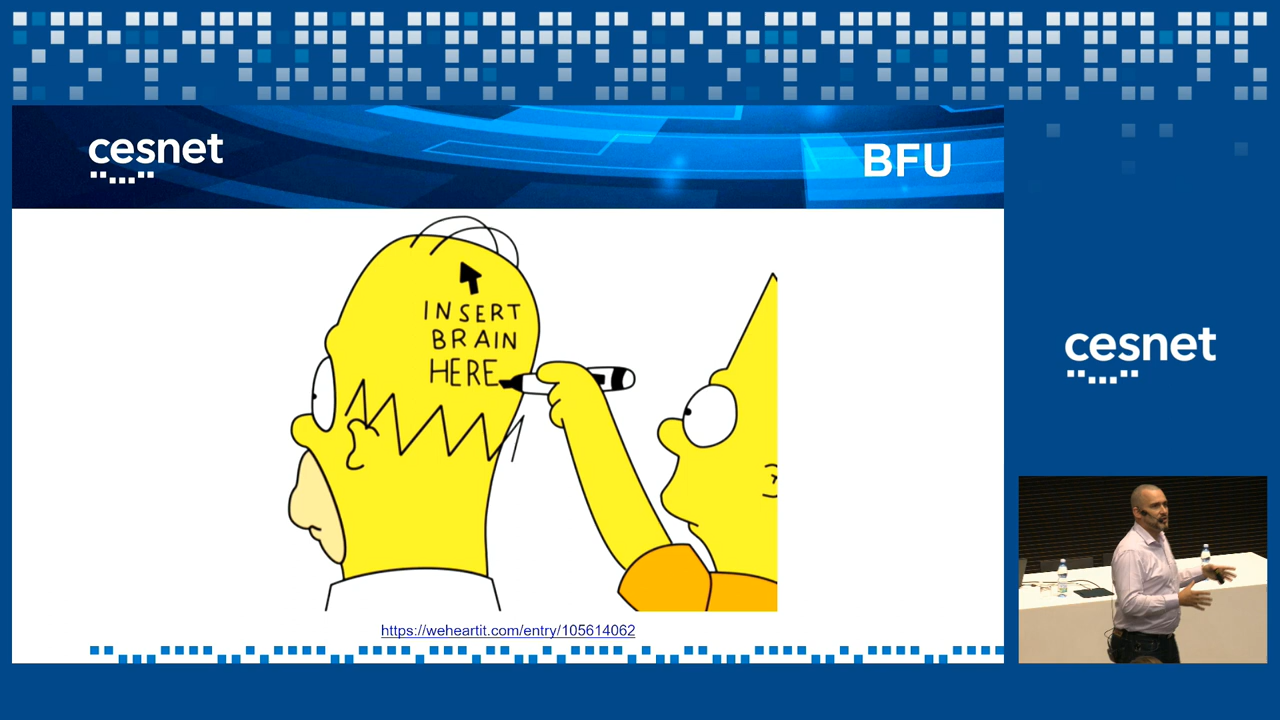 cesnet
BFU
INSERT
BRAIN
HERE
https://weheartit.com/entry/105614062
cesnet